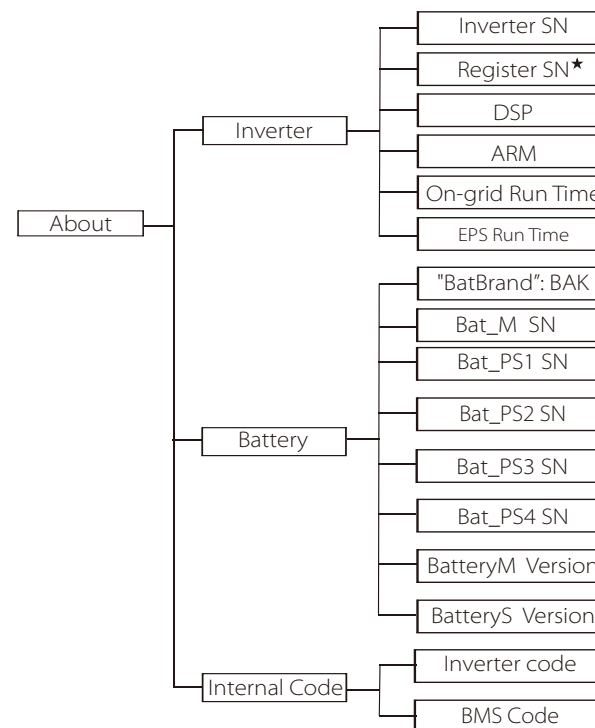 About
Inverter
Inverter SN
Register SN★
DSP
ARM
On-grid Run Time
EPS Run Time
Battery
"BatBrand”: BAK
Bat_M SN
Bat_PS1 SN
Bat_PS2 SN
Bat_PS3 SN
Bat_PS4 SN
BatteryM Version
BatteryS Version
Internal Code
Inverter code
BMS Code